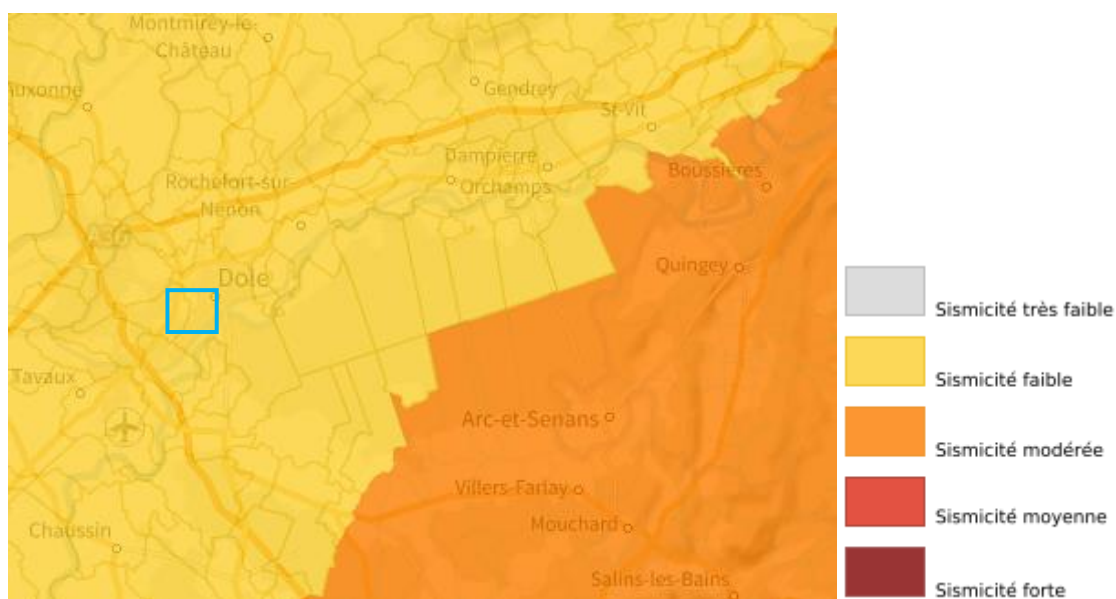 Montmirey-le-
Château
Auxonne
Gendrey
St-Vit
Dampierre
Rochefort-sur-
Nenon
Orchamps
Boussières
A36
Dole
Quingey
Tavaux
Arc-et-Senans
Villers-Farlay
Mouchard
Chaussin
Salins-les-Bains
Sismicité très faible
Sismicité faible
Sismicité modérée
Sismicité moyenne
Sismicité forte